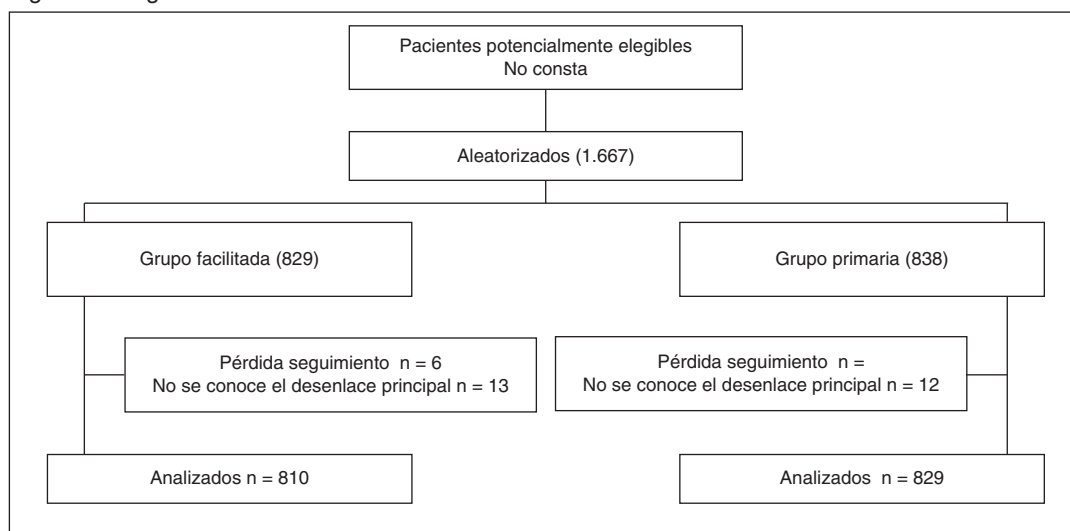 Pacientes potencialmente elegibles
No consta
Aleatorizados (1.667)
Grupo facilitada (829)
Grupo primaria (838)
Pérdida seguimiento n = 6
No se conoce el desenlace principal n = 13
Pérdida seguimiento n =
No se conoce el desenlace principal n = 12
Analizados n = 810
Analizados n = 829